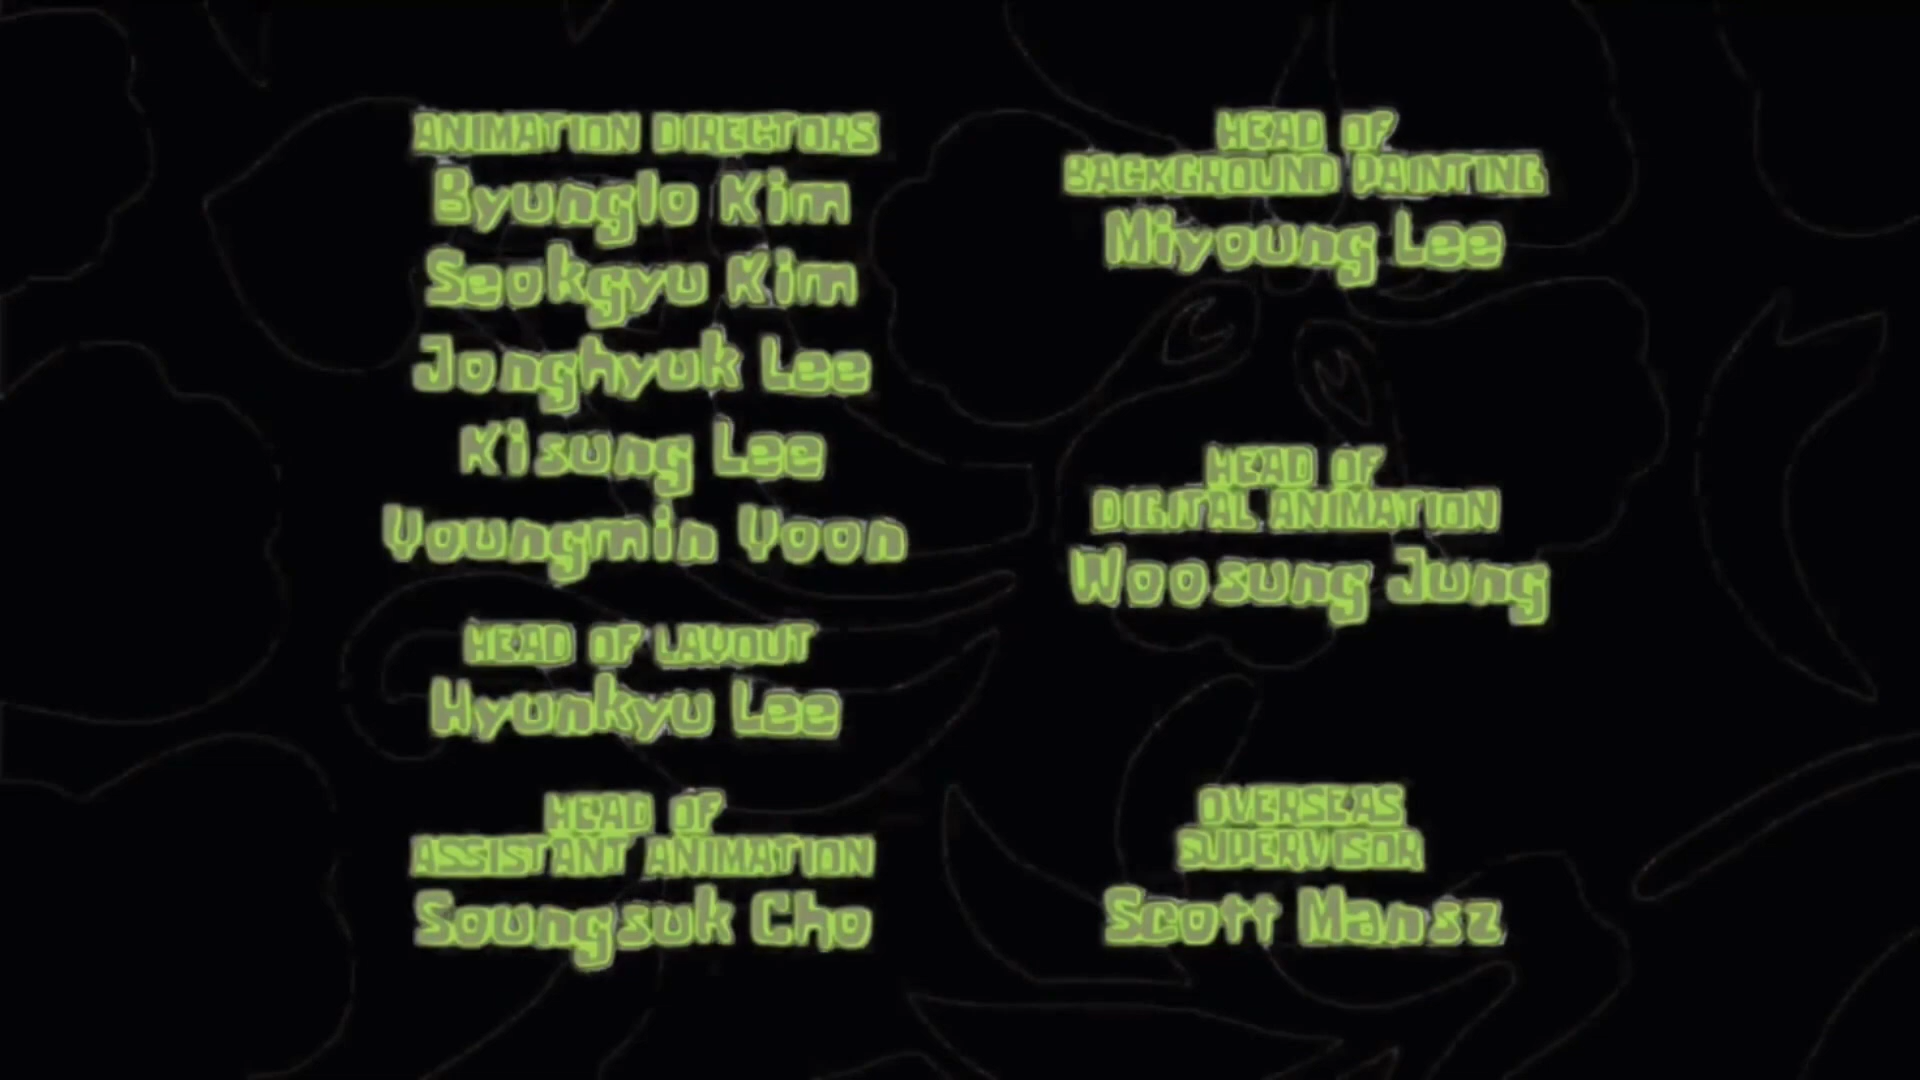 ANIMATION DIRECTORS
Byunglo Kim
Seokgyu Kim
Jonghyuk Lee
Kisung Lee
Youngmin Yoon
HEAD OF LAYOUT
Hyunkyu Lee
HEAD OF
ASSISTANT ANIMATION
Soungsuk Cho
HEAD OF
BACKGROUND PAINTING
Miyoung Lee
HEAD OF
DIGITAL ANIMATION
Woosung Jung
OVERSEAS
SUPERVISOR
Scott Mansz